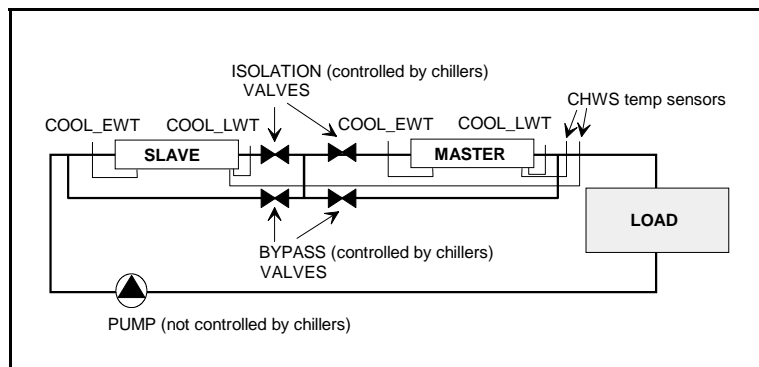 ISOLATION (controlled by chillers)
VALVES
CHWS temp sensors
COOL_EWT
COOL_LWT
COOL_EWT
COOL_LWT
SLAVE
MASTER
LOAD
BYPASS (controlled by chillers)
VALVES
PUMP (not controlled by chillers)